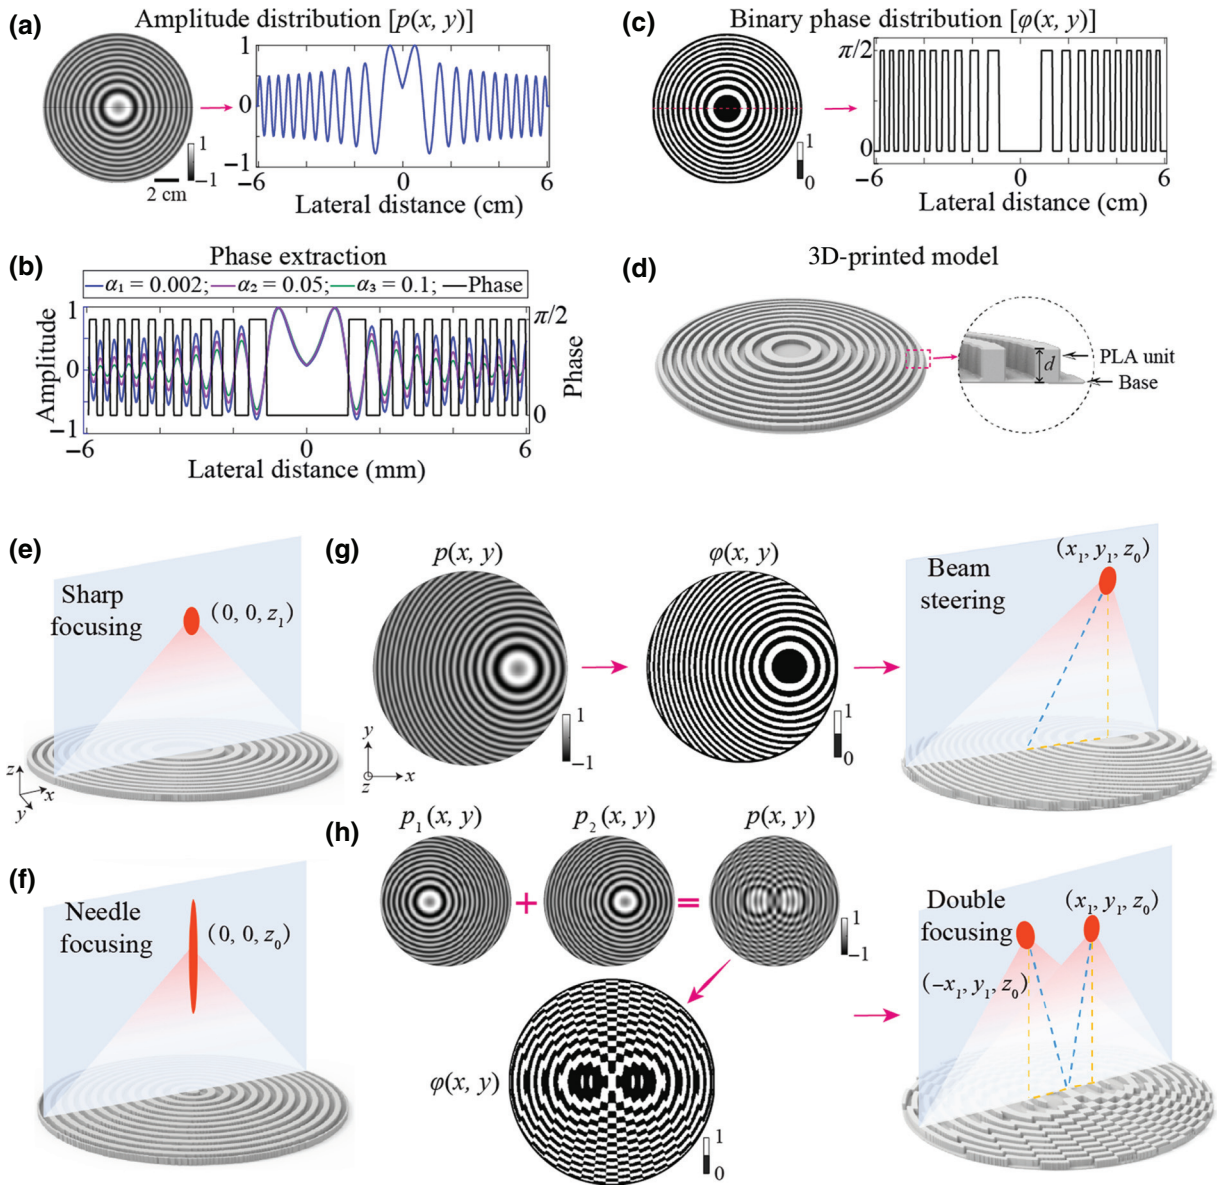 (a)
Amplitude distribution [p(x, y)]
1
0
−1
1
−1
2 cm
−6
0
6
Lateral distance (cm)
(c)
Binary phase distribution [φ(x, y)]
π/2
0
1
0
−6
0
6
Lateral distance (cm)
(b)
Phase extraction
α₁ = 0.002; α₂ = 0.05; α₃ = 0.1; Phase
Amplitude
1
0
−1
π/2
0
Phase
−6
0
6
Lateral distance (mm)
(d)
3D-printed model
d
PLA unit
Base
(e)
Sharp
focusing
(0, 0, z₁)
z
x
y
(g)
p(x, y)
φ(x, y)
1
−1
1
0
y
z
x
Beam
steering
(x₁, y₁, z₀)
(f)
Needle
focusing
(0, 0, z₀)
(h)
p₁ (x, y)
p₂ (x, y)
p(x, y)
+
=
1
−1
φ(x, y)
1
0
Double
focusing
(x₁, y₁, z₀)
(−x₁, y₁, z₀)